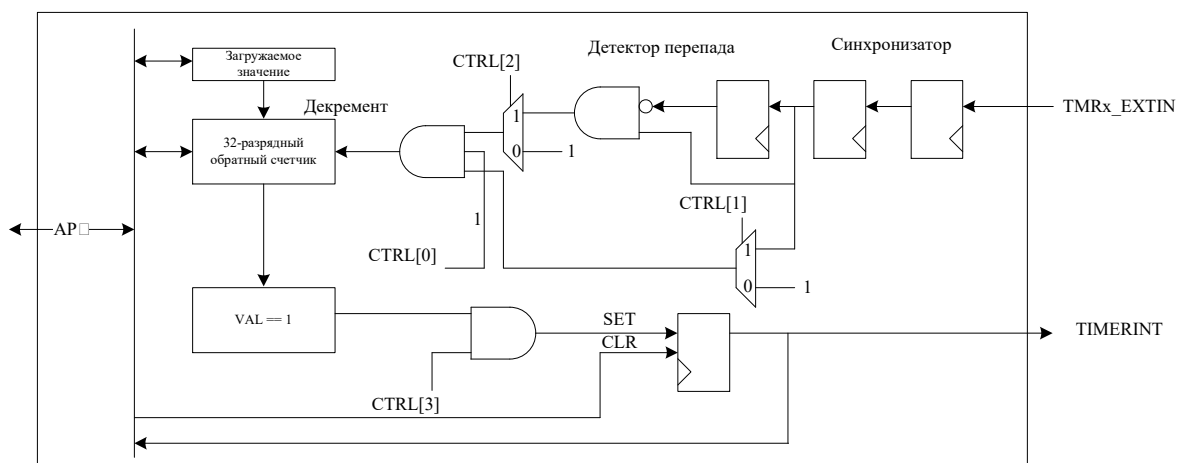 Загружаемое
значение
Декремент
32-разрядный
обратный счетчик
CTRL[2]
1
0
1
Детектор перепада
Синхронизатор
TMRx_EXTIN
CTRL[1]
1
0
1
AP□
1
CTRL[0]
VAL == 1
SET
CLR
TIMERINT
CTRL[3]